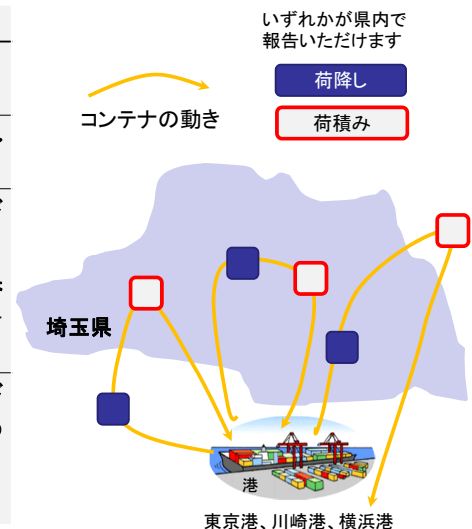 いずれかが県内で
報告いただけます
荷降し
荷積み
コンテナの動き
埼玉県
港
東京港、川崎港、横浜港